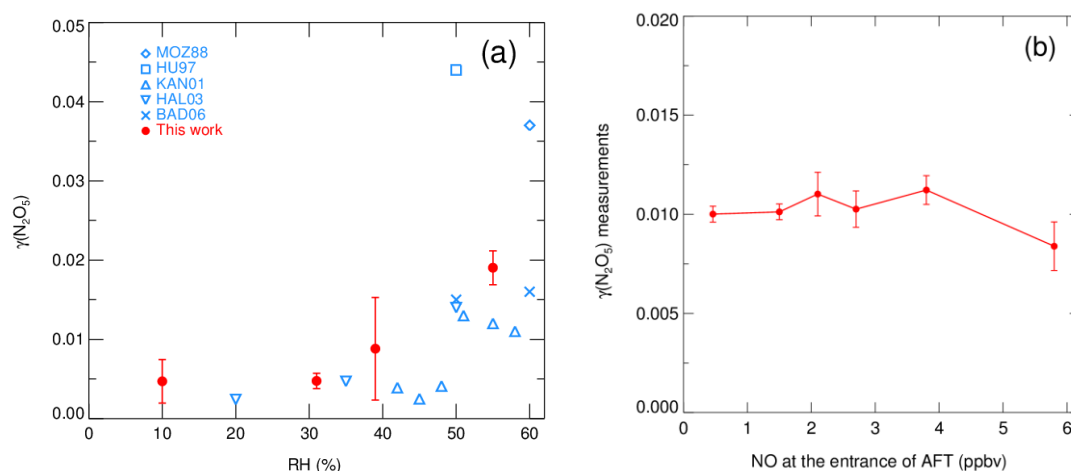 (a)
MOZ88
HU97
KAN01
HAL03
BAD06
This work
0.05
0.04
0.03
0.02
0.01
0.00
γ(N₂O₅)
0 10 20 30 40 50 60
RH (%)
(b)
0.020
0.015
0.010
0.005
0.000
γ(N₂O₅) measurements
0 1 2 3 4 5 6
NO at the entrance of AFT (ppbv)